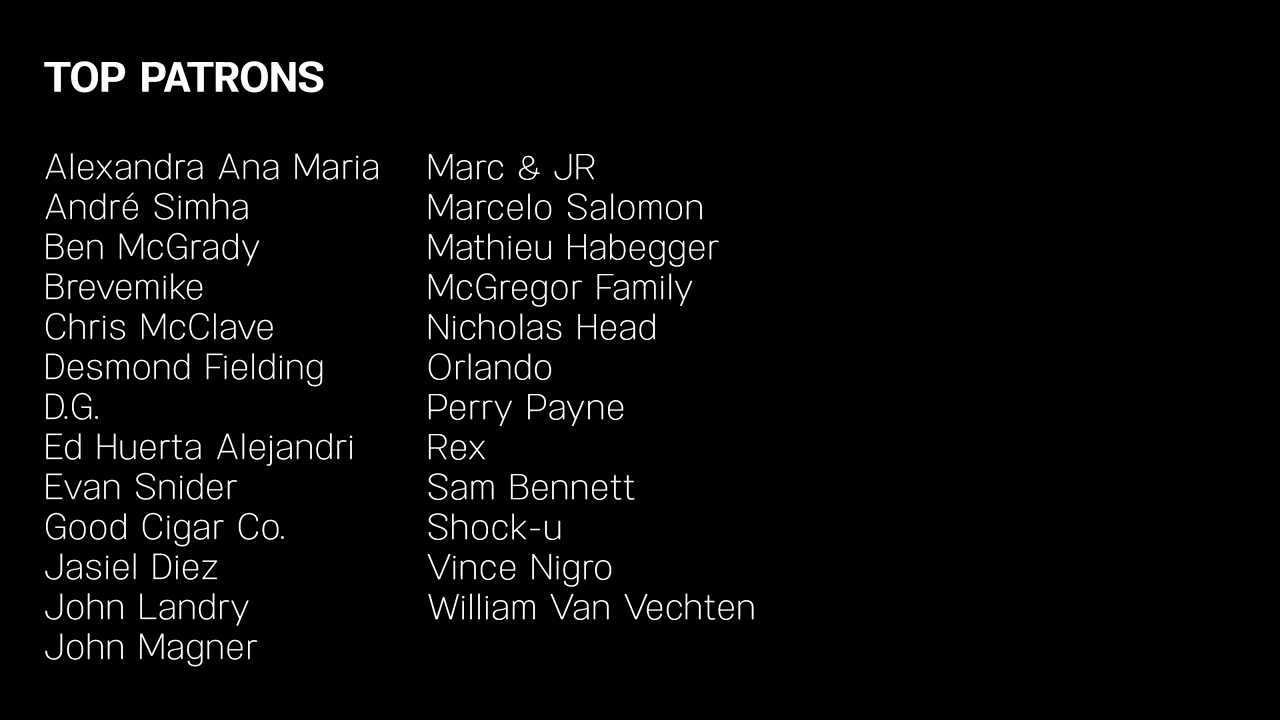 TOP PATRONS
Alexandra Ana Maria
André Simha
Ben McGrady
Brevemike
Chris McClave
Desmond Fielding
D.G.
Ed Huerta Alejandri
Evan Snider
Good Cigar Co.
Jasiel Diez
John Landry
John Magner
Marc & JR
Marcelo Salomon
Mathieu Habegger
McGregor Family
Nicholas Head
Orlando
Perry Payne
Rex
Sam Bennett
Shock-u
Vince Nigro
William Van Vechten